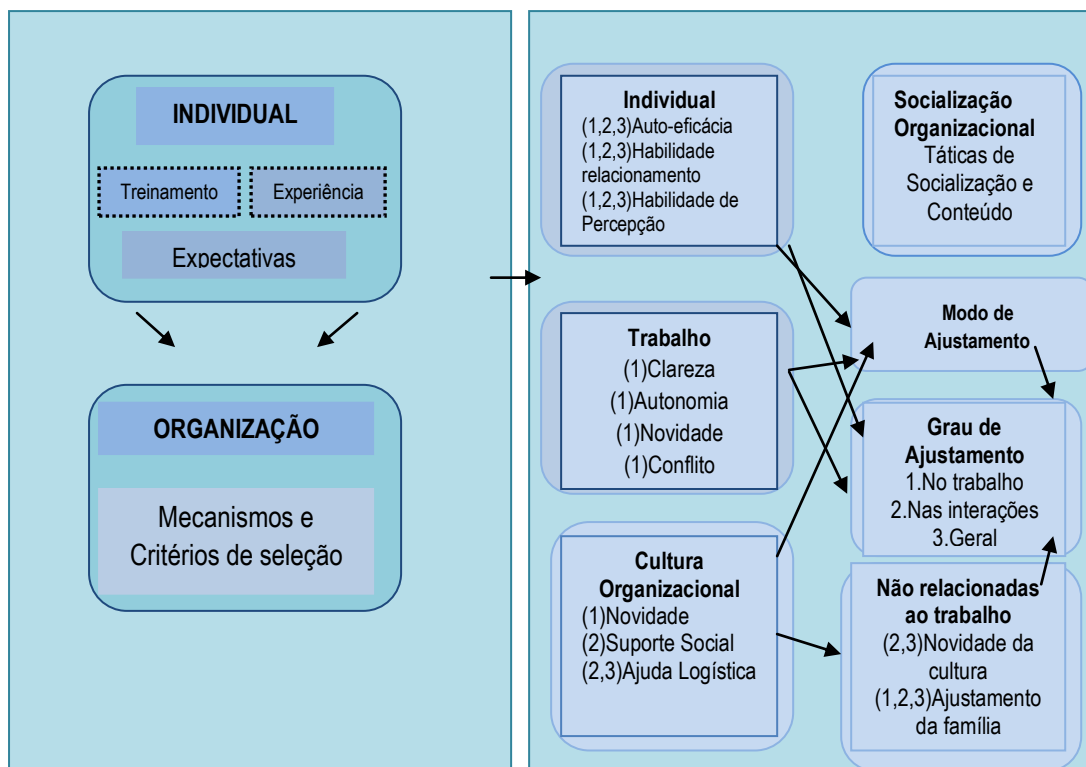 INDIVIDUAL
Treinamento
Experiência
Expectativas
ORGANIZAÇÃO
Mecanismos e
Critérios de seleção
Individual
(1,2,3)Auto-eficácia
(1,2,3)Habilidade
relacionamento
(1,2,3)Habilidade de
Percepção
Trabalho
(1)Clareza
(1)Autonomia
(1)Novidade
(1)Conflito
Cultura
Organizacional
(1)Novidade
(2)Suporte Social
(2,3)Ajuda Logística
Socialização
Organizacional
Táticas de
Socialização e
Conteúdo
Modo de
Ajustamento
Grau de
Ajustamento
1.No trabalho
2.Nas interações
3.Geral
Não relacionadas
ao trabalho
(2,3)Novidade da
cultura
(1,2,3)Ajustamento
da família